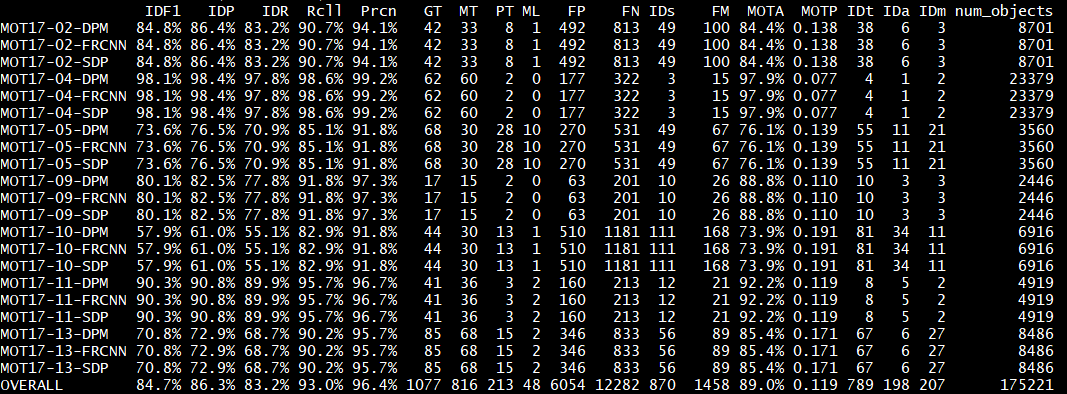 IDF1 IDP IDR Rcll Prcn GT MT PT ML FP FN IDs FM MOTA MOTP IDt IDa IDm num_objects
MOT17-02-DPM 84.8% 86.4% 83.2% 90.7% 94.1% 42 33 8 1 492 813 49 100 84.4% 0.138 38 6 3 8701
MOT17-02-FRCNN 84.8% 86.4% 83.2% 90.7% 94.1% 42 33 8 1 492 813 49 100 84.4% 0.138 38 6 3 8701
MOT17-02-SDP 84.8% 86.4% 83.2% 90.7% 94.1% 42 33 8 1 492 813 49 100 84.4% 0.138 38 6 3 8701
MOT17-04-DPM 98.1% 98.4% 97.8% 98.6% 99.2% 62 60 2 0 177 322 3 15 97.9% 0.077 4 1 2 23379
MOT17-04-FRCNN 98.1% 98.4% 97.8% 98.6% 99.2% 62 60 2 0 177 322 3 15 97.9% 0.077 4 1 2 23379
MOT17-04-SDP 98.1% 98.4% 97.8% 98.6% 99.2% 62 60 2 0 177 322 3 15 97.9% 0.077 4 1 2 23379
MOT17-05-DPM 73.6% 76.5% 70.9% 85.1% 91.8% 68 30 28 10 270 531 49 67 76.1% 0.139 55 11 21 3560
MOT17-05-FRCNN 73.6% 76.5% 70.9% 85.1% 91.8% 68 30 28 10 270 531 49 67 76.1% 0.139 55 11 21 3560
MOT17-05-SDP 73.6% 76.5% 70.9% 85.1% 91.8% 68 30 28 10 270 531 49 67 76.1% 0.139 55 11 21 3560
MOT17-09-DPM 80.1% 82.5% 77.8% 91.8% 97.3% 17 15 2 0 63 201 10 26 88.8% 0.110 10 3 3 2446
MOT17-09-FRCNN 80.1% 82.5% 77.8% 91.8% 97.3% 17 15 2 0 63 201 10 26 88.8% 0.110 10 3 3 2446
MOT17-09-SDP 80.1% 82.5% 77.8% 91.8% 97.3% 17 15 2 0 63 201 10 26 88.8% 0.110 10 3 3 2446
MOT17-10-DPM 57.9% 61.0% 55.1% 82.9% 91.8% 44 30 13 1 510 1181 111 168 73.9% 0.191 81 34 11 6916
MOT17-10-FRCNN 57.9% 61.0% 55.1% 82.9% 91.8% 44 30 13 1 510 1181 111 168 73.9% 0.191 81 34 11 6916
MOT17-10-SDP 57.9% 61.0% 55.1% 82.9% 91.8% 44 30 13 1 510 1181 111 168 73.9% 0.191 81 34 11 6916
MOT17-11-DPM 90.3% 90.8% 89.9% 95.7% 96.7% 41 36 3 2 160 213 12 21 92.2% 0.110 8 5 2 4919
MOT17-11-FRCNN 90.3% 90.8% 89.9% 95.7% 96.7% 41 36 3 2 160 213 12 21 92.2% 0.110 8 5 2 4919
MOT17-11-SDP 90.3% 90.8% 89.9% 95.7% 96.7% 41 36 3 2 160 213 12 21 92.2% 0.110 8 5 2 4919
MOT17-13-DPM 70.8% 72.9% 68.7% 90.2% 95.7% 85 68 15 2 346 833 56 89 85.4% 0.171 67 6 27 8486
MOT17-13-FRCNN 70.8% 72.9% 68.7% 90.2% 95.7% 85 68 15 2 346 833 56 89 85.4% 0.171 67 6 27 8486
MOT17-13-SDP 70.8% 72.9% 68.7% 90.2% 95.7% 85 68 15 2 346 833 56 89 85.4% 0.171 67 6 27 8486
OVERALL 84.7% 86.3% 83.2% 93.0% 96.4% 1077 816 213 48 6054 12282 870 1458 89.0% 0.119 789 198 207 175221